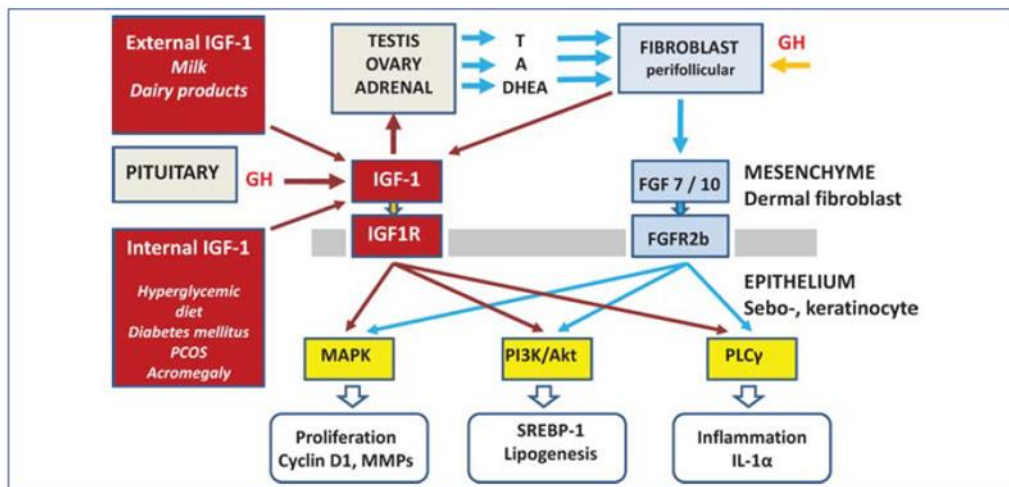 External IGF-1
Milk
Dairy products
TESTIS
OVARY
ADRENAL
T
A
DHEA
FIBROBLAST
perifollicular
GH
PITUITARY
GH
IGF-1
FGF 7 / 10
MESENCHYME
Dermal fibroblast
IGF1R
FGFR2b
Internal IGF-1
Hyperglycemic
diet
Diabetes mellitus
PCOS
Acromegaly
EPITHELIUM
Sebo-, keratinocyte
MAPK
PI3K/Akt
PLCγ
Proliferation
Cyclin D1, MMPs
SREBP-1
Lipogenesis
Inflammation
IL-1α